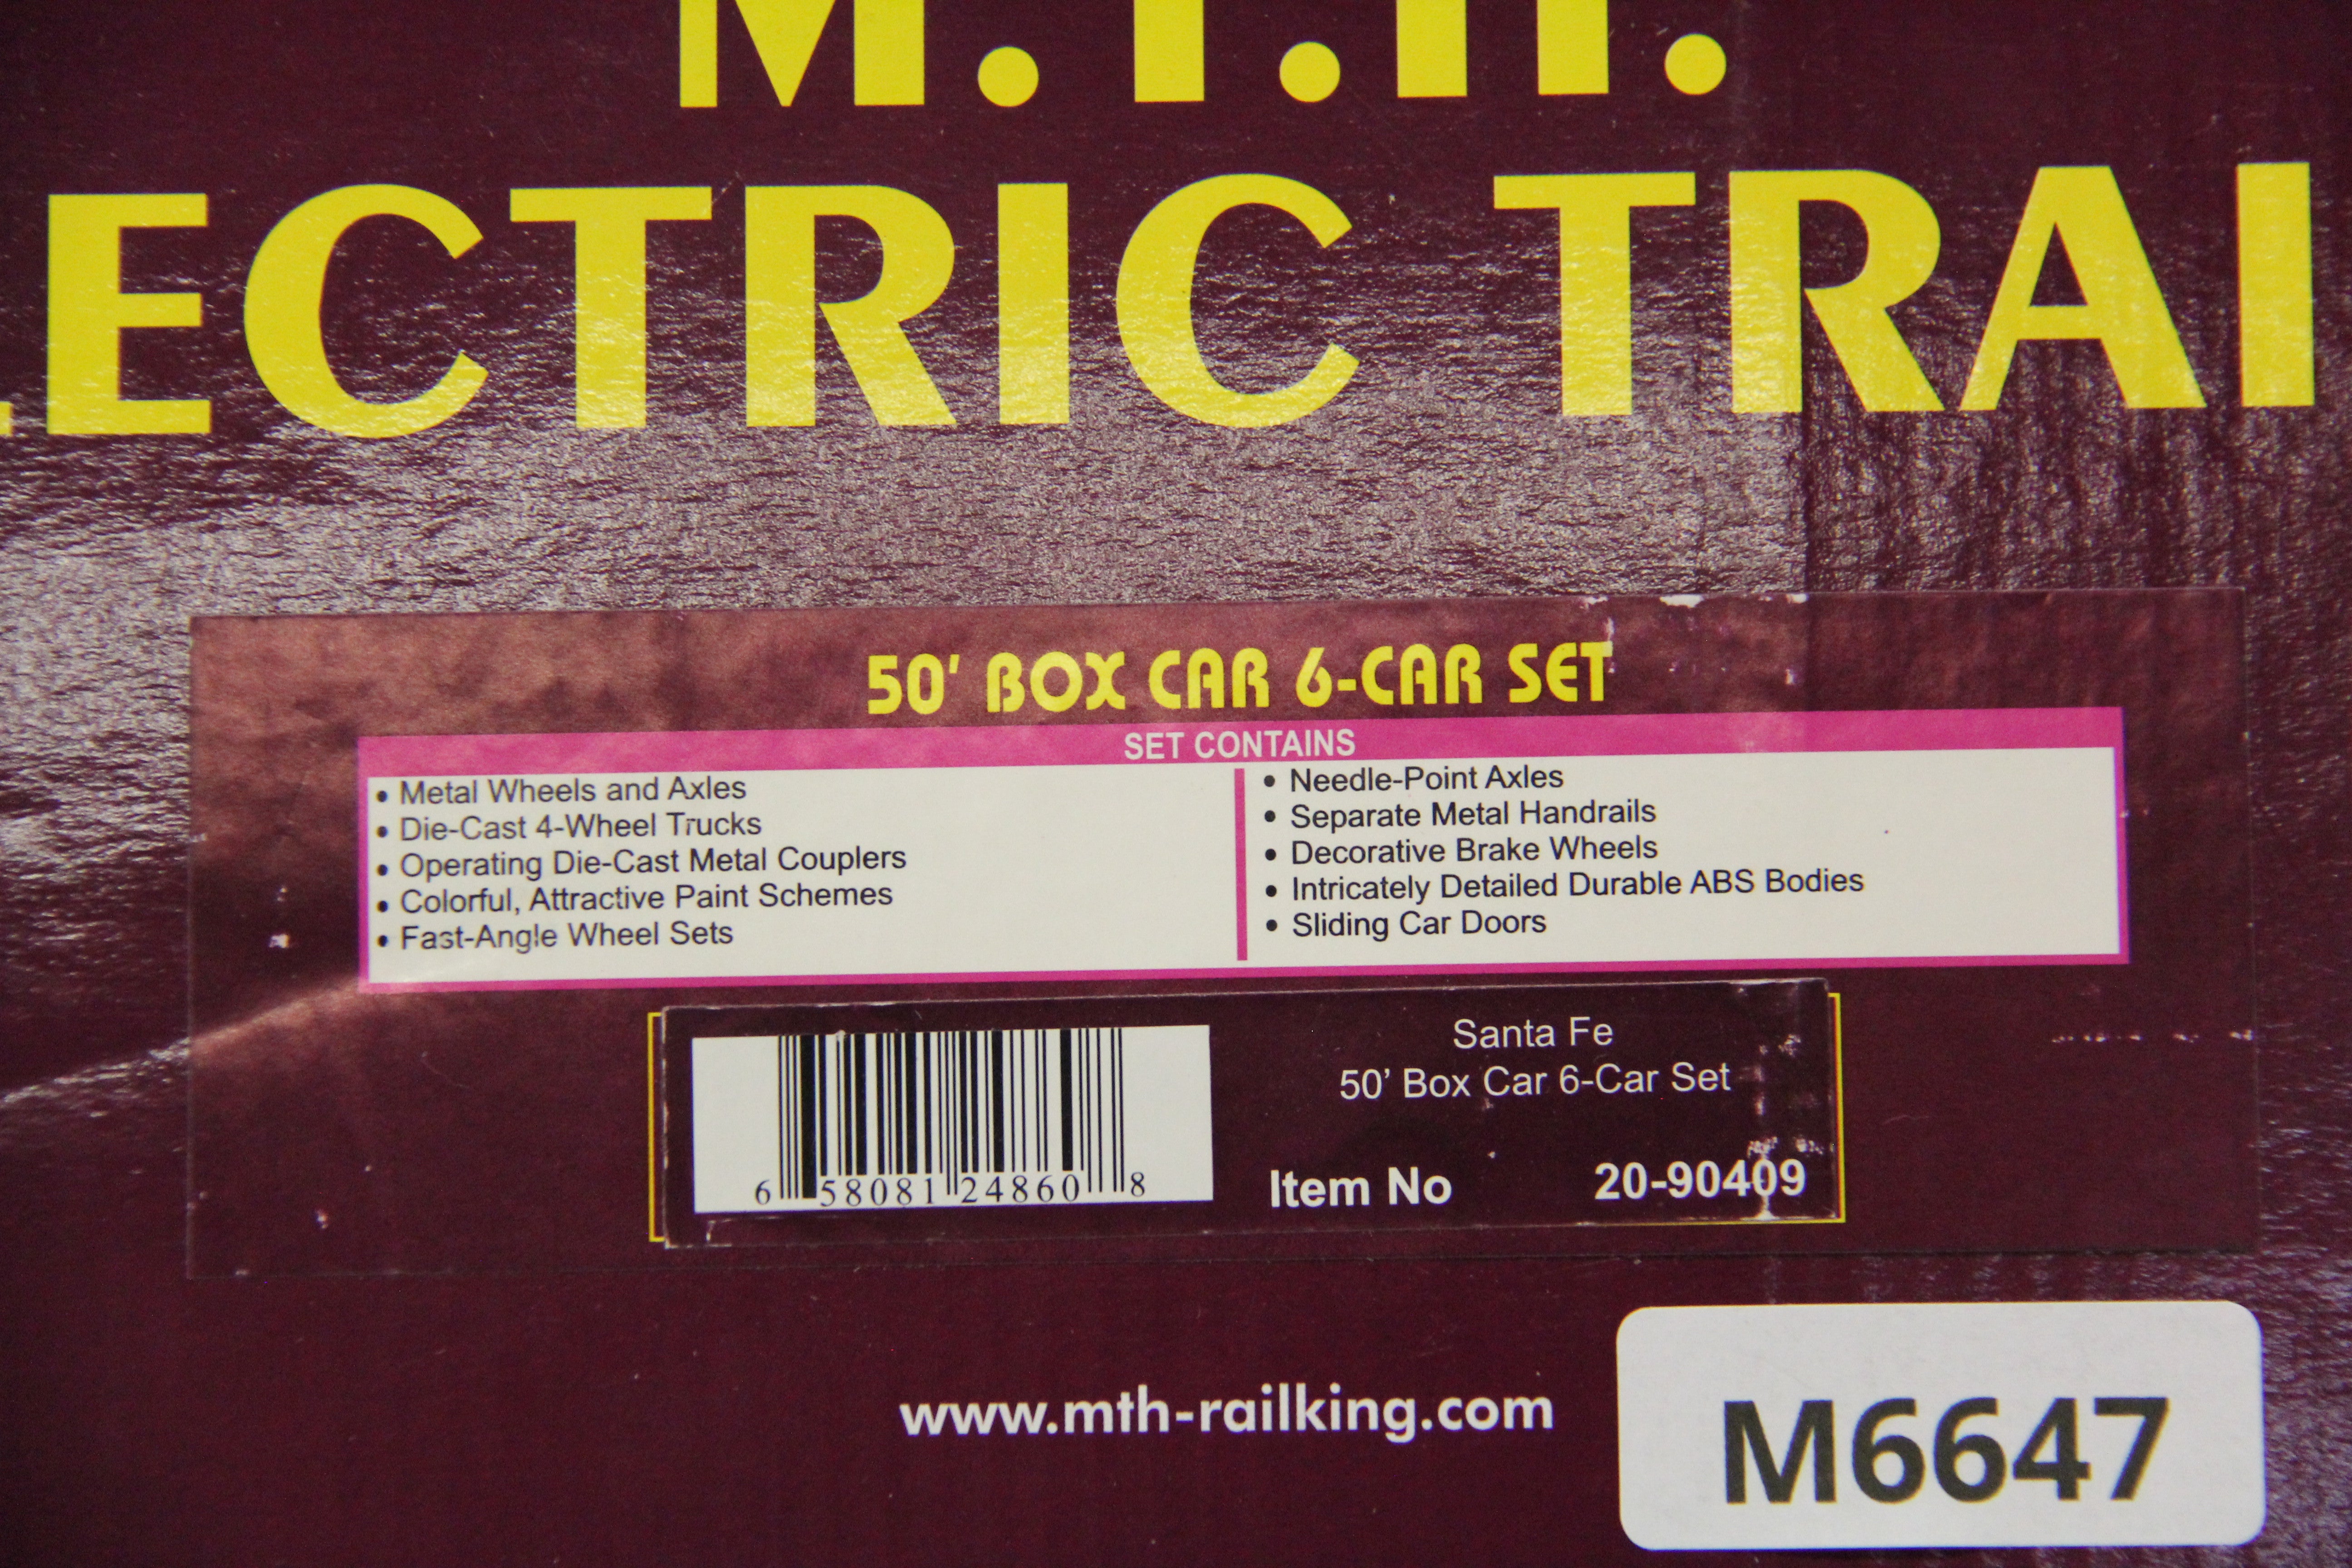 M.T.H.
LECTRIC TRAI
50' BOX CAR 6-CAR SET
SET CONTAINS
• Metal Wheels and Axles
• Die-Cast 4-Wheel Trucks
• Operating Die-Cast Metal Couplers
• Colorful, Attractive Paint Schemes
• Fast-Angle Wheel Sets
• Needle-Point Axles
• Separate Metal Handrails
• Decorative Brake Wheels
• Intricately Detailed Durable ABS Bodies
• Sliding Car Doors
6 58081 24860 8
Santa Fe
50' Box Car 6-Car Set
Item No 20-90409
www.mth-railking.com
M6647